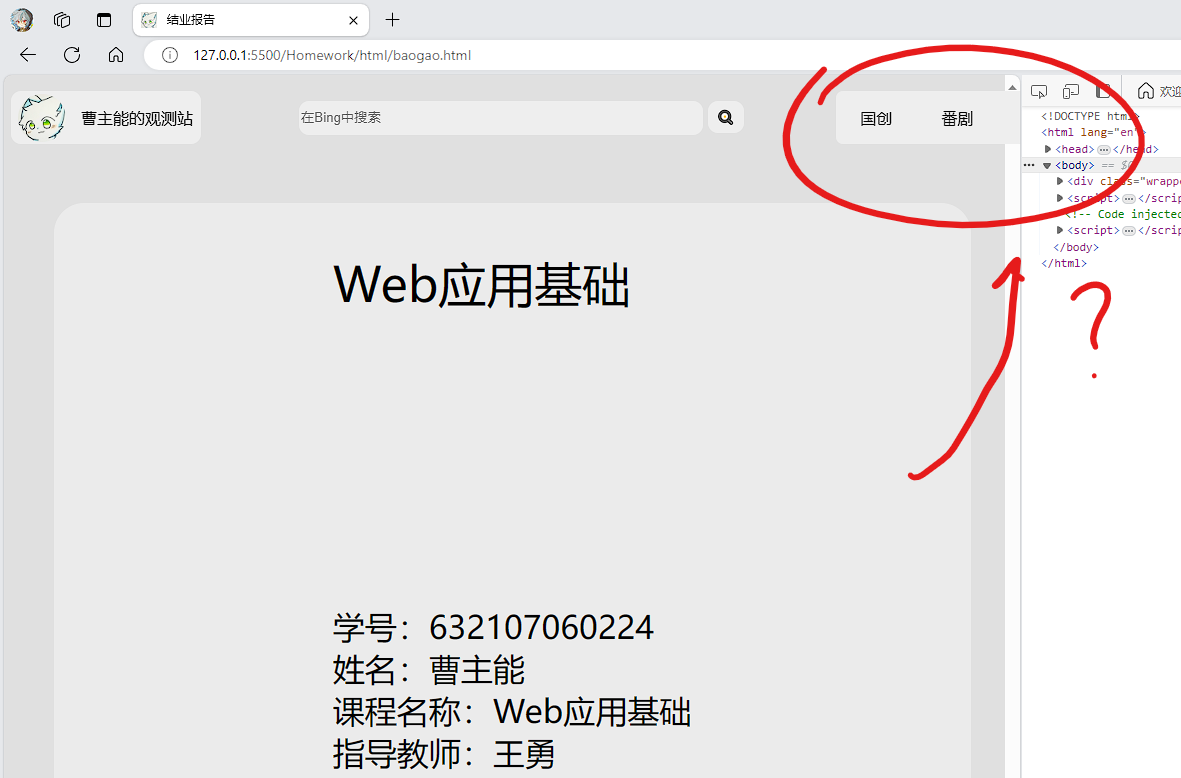 结业报告
127.0.0.1:5500/Homework/html/baogao.html
曹主能的观测站
在Bing中搜索
国创
番剧
欢迎
<!DOCTYPE html>
<html lang="en">
<head> ··· </head>
··· <body> == $0
<div class="wrappe
<script> ··· </scrip
<!-- Code injected
<script> ··· </scrip
</body>
</html>
?
Web应用基础
学号：632107060224
姓名：曹主能
课程名称：Web应用基础
指导教师：王勇